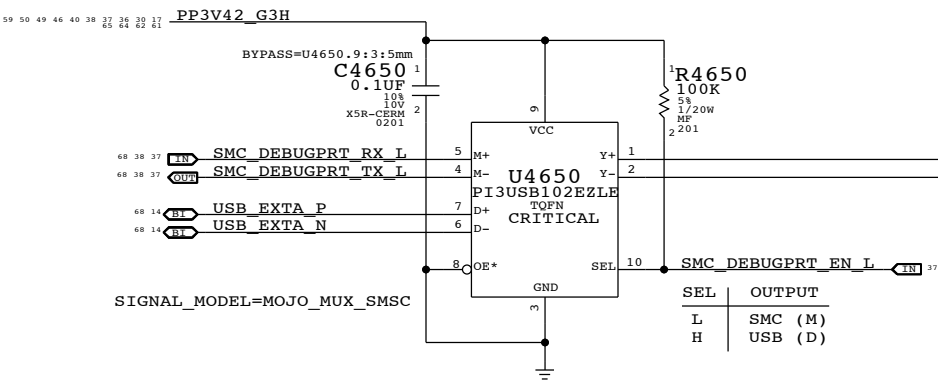 59 50 49 46 40 38 37 36 30 17 PP3V42_G3H
65 64 62 61
BYPASS=U4650.9:3:5mm
C4650 1
0.1UF
10%
10V
X5R-CERM 2
0201
1 R4650
100K
5%
1/20W
MF
2 201
9
VCC
68 38 37 IN SMC_DEBUGPRT_RX_L 5 M+ Y+ 1
68 38 37 OUT SMC_DEBUGPRT_TX_L 4 M- Y- 2
U4650
PI3USB102EZLE
TQFN
CRITICAL
68 14 BI USB_EXTA_P 7 D+
68 14 BI USB_EXTA_N 6 D-
8 OE* SEL 10 SMC_DEBUGPRT_EN_L IN 37
GND
3
SIGNAL_MODEL=MOJO_MUX_SMSC
SEL OUTPUT
L SMC (M)
H USB (D)